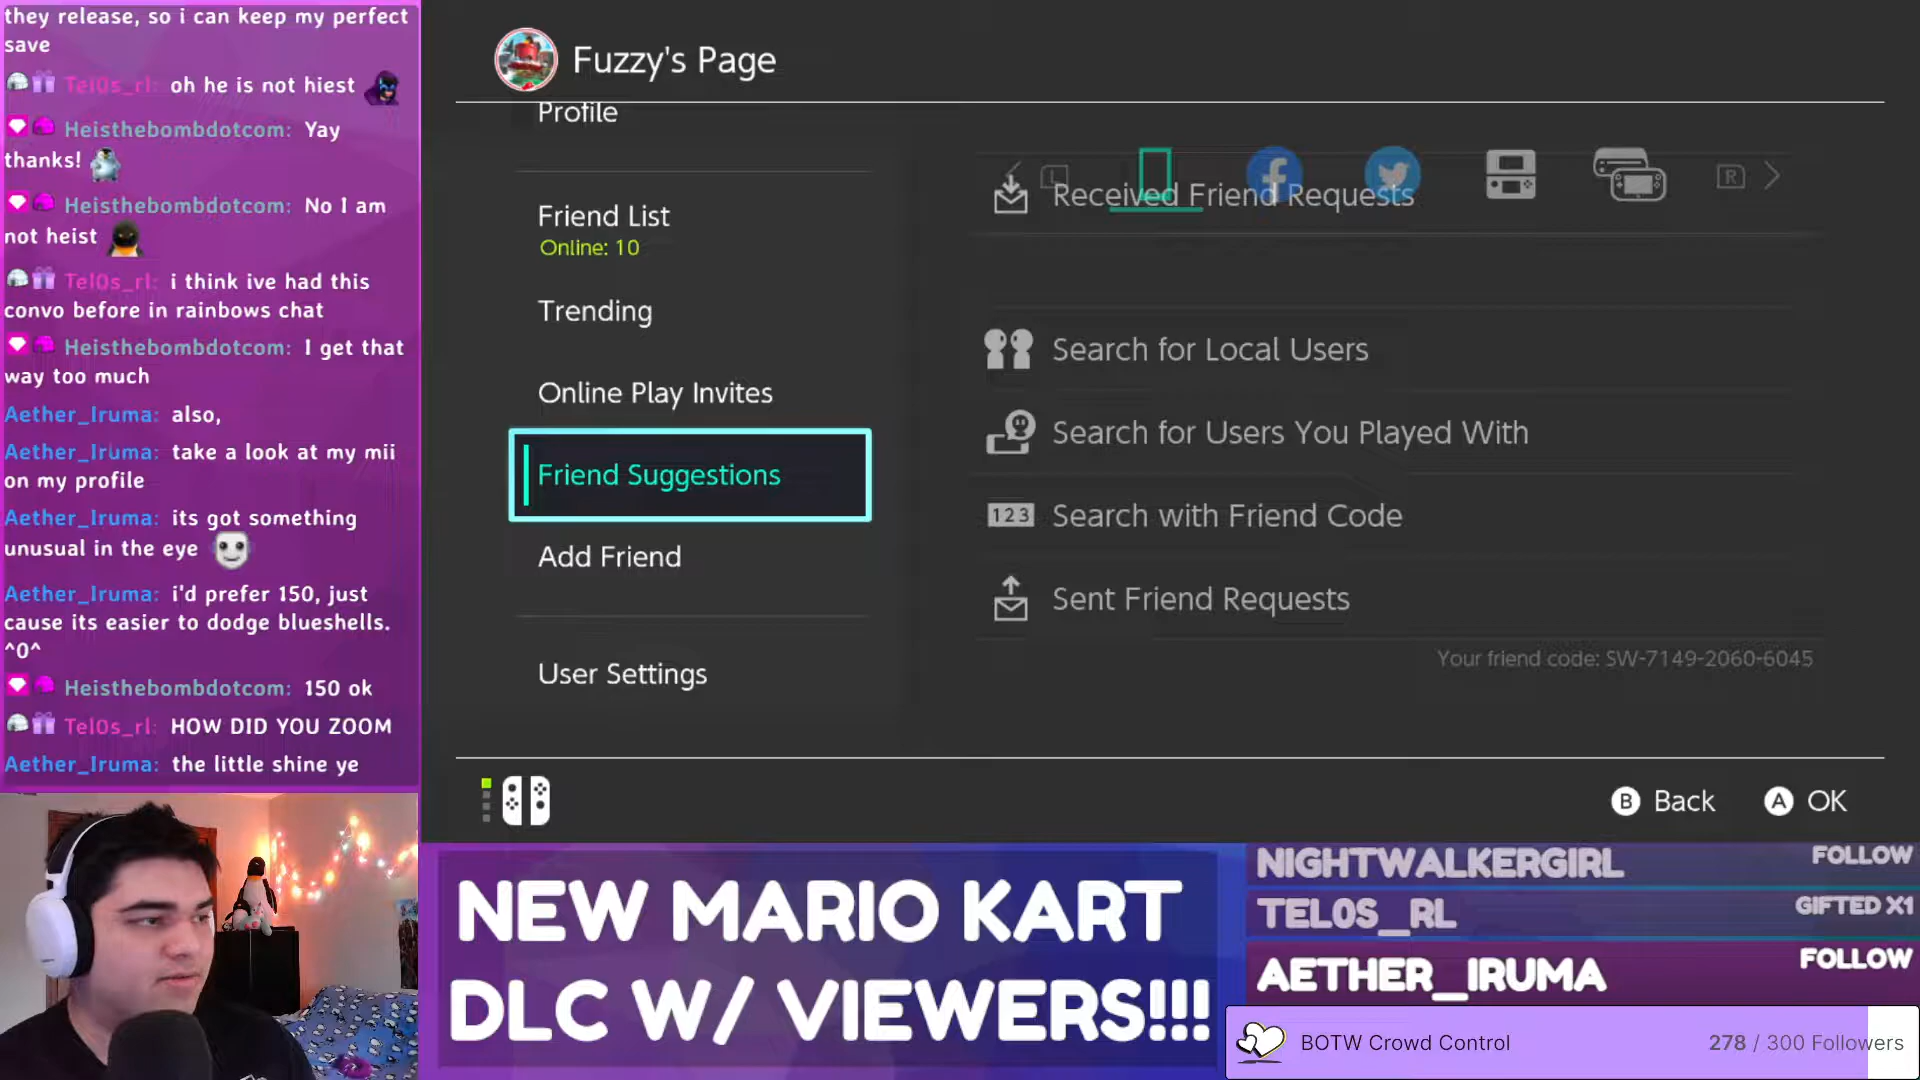 they release, so i can keep my perfect
save
Tel0s_rl: oh he is not hiest
Heisthebombdotcom: Yay
thanks!
Heisthebombdotcom: No I am
not heist
Tel0s_rl: i think ive had this
convo before in rainbows chat
Heisthebombdotcom: I get that
way too much
Aether_Iruma: also,
Aether_Iruma: take a look at my mii
on my profile
Aether_Iruma: its got something
unusual in the eye
Aether_Iruma: i'd prefer 150, just
cause its easier to dodge blueshells.
^0^
Heisthebombdotcom: 150 ok
Tel0s_rl: HOW DID YOU ZOOM
Aether_Iruma: the little shine ye
Fuzzy's Page
Profile
Friend List
Online: 10
Trending
Online Play Invites
Friend Suggestions
Add Friend
User Settings
L
R
Received Friend Requests
Search for Local Users
Search for Users You Played With
123 Search with Friend Code
Sent Friend Requests
Your friend code: SW-7149-2060-6045
B Back A OK
NEW MARIO KART
DLC W/ VIEWERS!!!
NIGHTWALKERGIRL FOLLOW
TEL0S_RL GIFTED X1
AETHER_IRUMA FOLLOW
BOTW Crowd Control 278 / 300 Followers